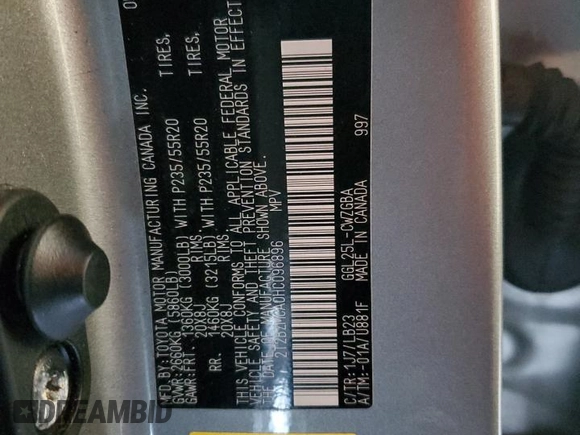 MFD. BY: TOYOTA MOTOR MANUFACTURING CANADA INC.
GVWR: 2660KG (5860LB)
GAWR: FRT. 1360KG (3000LB) WITH P235/55R20 TIRES,
20X8J RIMS,
RR. 1460KG (3215LB) WITH P235/55R20 TIRES,
20X8J RIMS,
THIS VEHICLE CONFORMS TO ALL APPLICABLE FEDERAL MOTOR
VEHICLE SAFETY AND THEFT PREVENTION STANDARDS IN EFFECT
ON THE DATE OF MANUFACTURE SHOWN ABOVE.
MPV
C/TR: 1J7/LB23 GGL25L-CWZGBA
A/TM: -01A/U881F MADE IN CANADA 997
DREAMBID